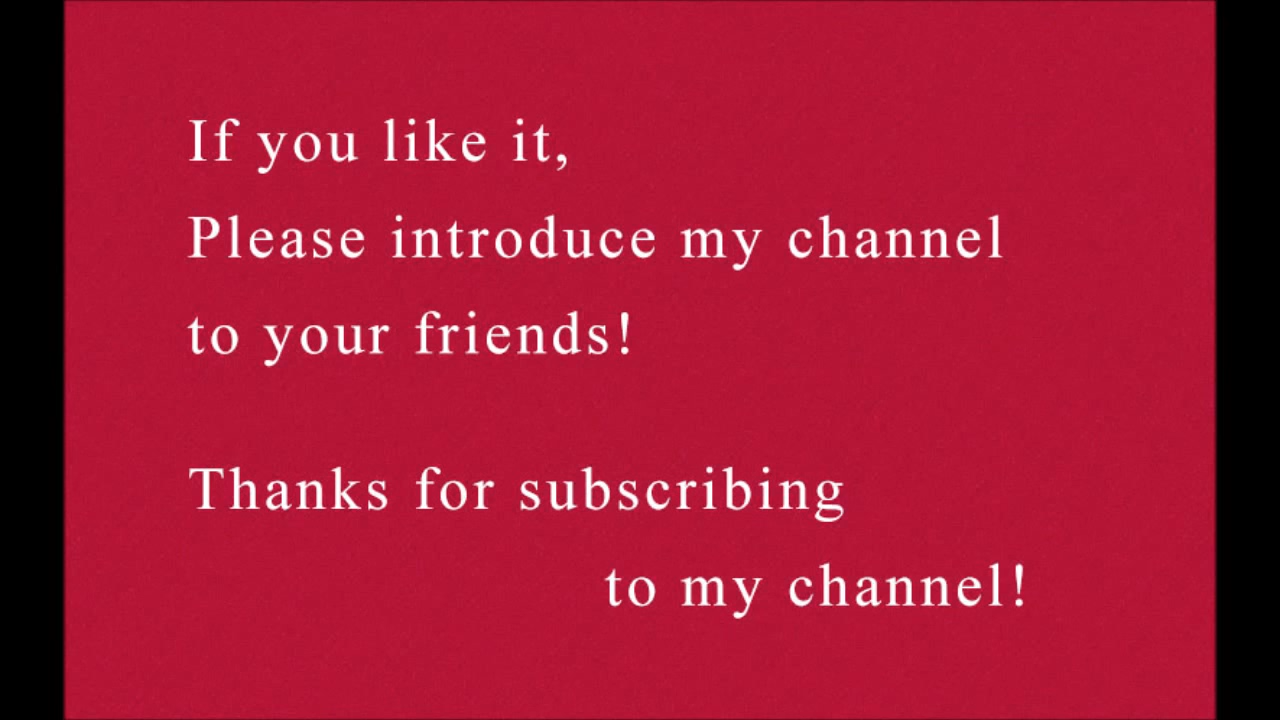 If you like it,
Please introduce my channel
to your friends!
Thanks for subscribing
to my channel!